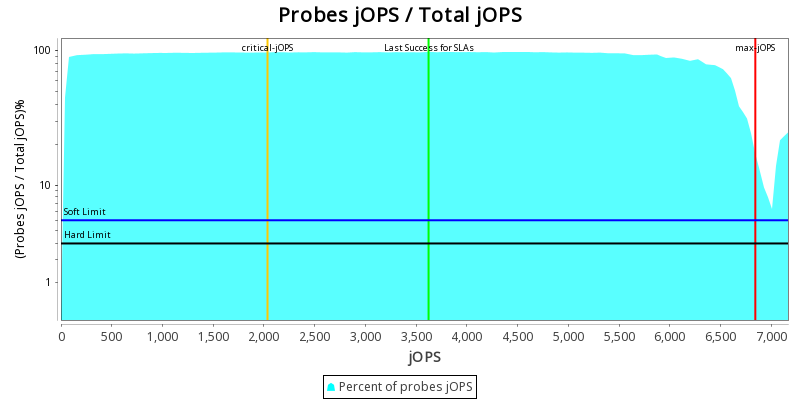 Probes jOPS / Total jOPS
(Probes jOPS / Total jOPS)%
100
10
1
critical-jOPS
Last Success for SLAs
max-jOPS
Soft Limit
Hard Limit
0 500 1,000 1,500 2,000 2,500 3,000 3,500 4,000 4,500 5,000 5,500 6,000 6,500 7,000
jOPS
Percent of probes jOPS